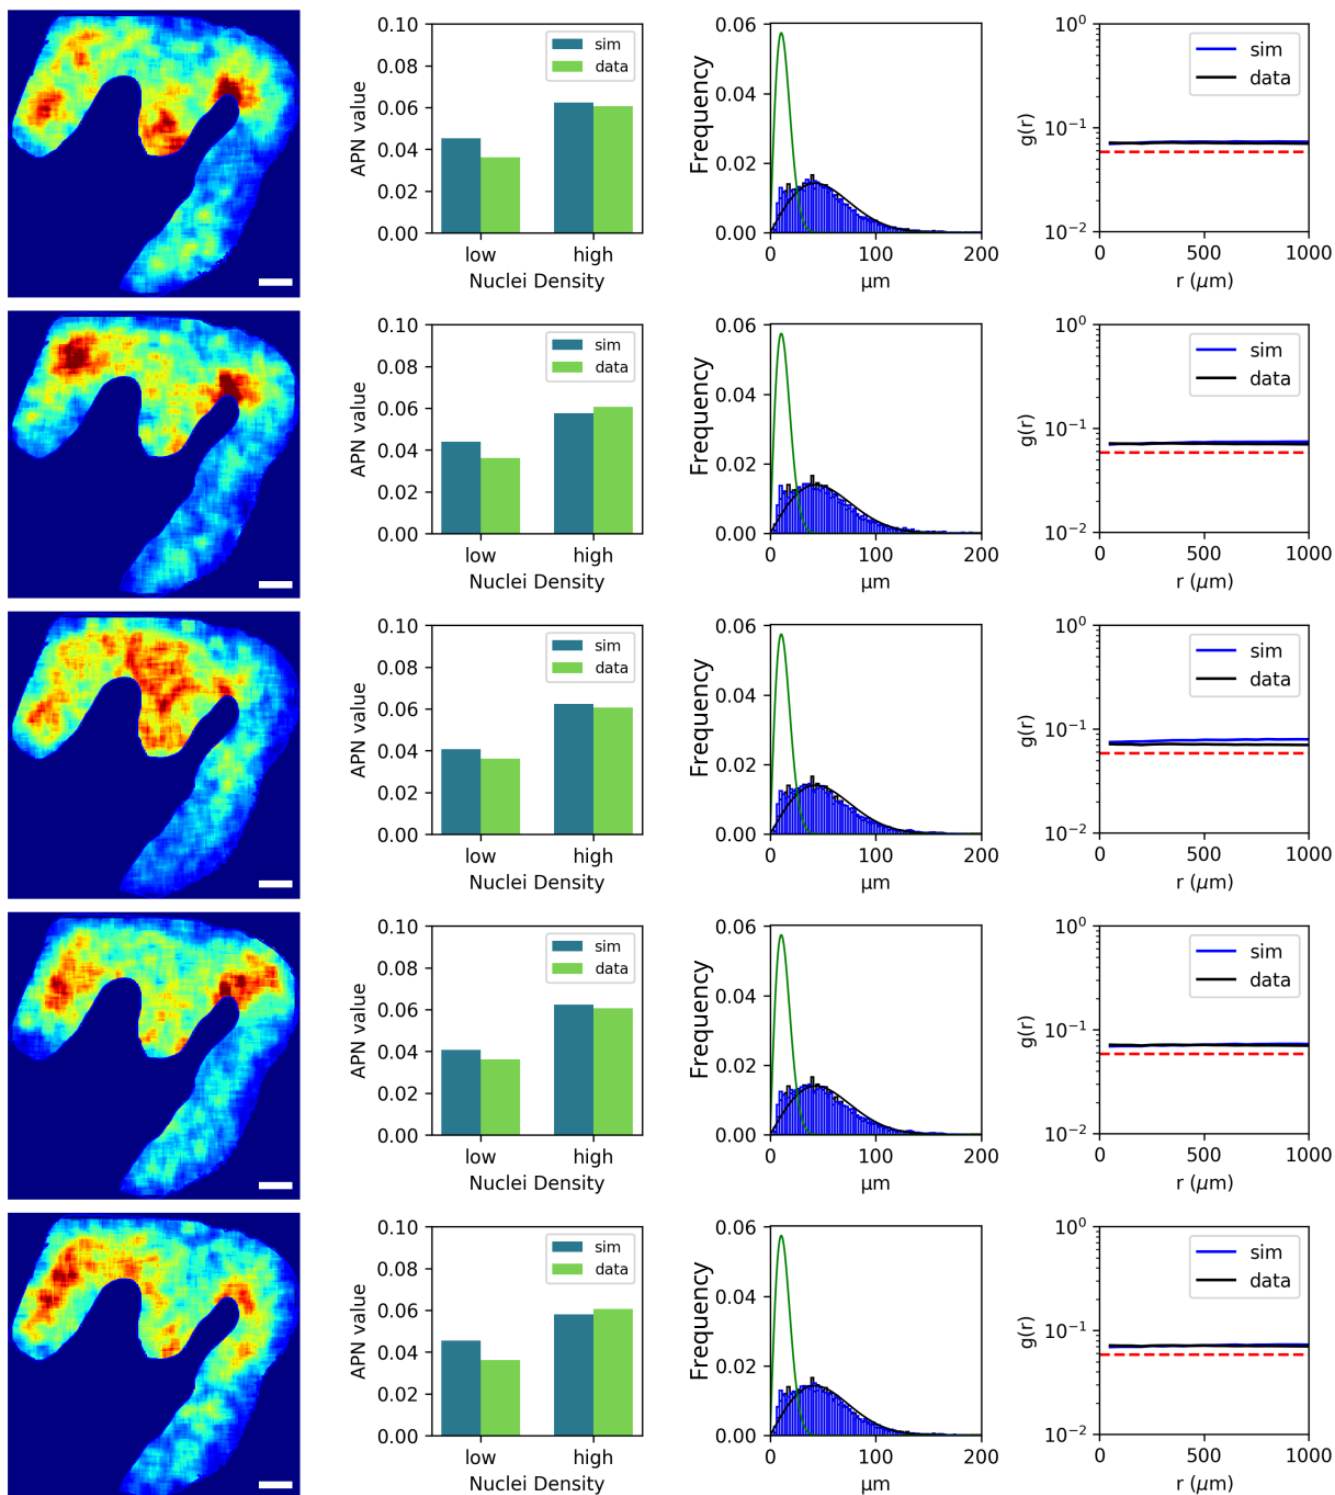 0.10
0.08
0.06
0.04
0.02
0.00
APN value
sim
data
low high
Nuclei Density
0.06
0.04
0.02
0.00
Frequency
0 100 200
µm
10⁰
10⁻¹
10⁻²
g(r)
sim
data
0 500 1000
r (µm)
0.10
0.08
0.06
0.04
0.02
0.00
APN value
sim
data
low high
Nuclei Density
0.06
0.04
0.02
0.00
Frequency
0 100 200
µm
10⁰
10⁻¹
10⁻²
g(r)
sim
data
0 500 1000
r (µm)
0.10
0.08
0.06
0.04
0.02
0.00
APN value
sim
data
low high
Nuclei Density
0.06
0.04
0.02
0.00
Frequency
0 100 200
µm
10⁰
10⁻¹
10⁻²
g(r)
sim
data
0 500 1000
r (µm)
0.10
0.08
0.06
0.04
0.02
0.00
APN value
sim
data
low high
Nuclei Density
0.06
0.04
0.02
0.00
Frequency
0 100 200
µm
10⁰
10⁻¹
10⁻²
g(r)
sim
data
0 500 1000
r (µm)
0.10
0.08
0.06
0.04
0.02
0.00
APN value
sim
data
low high
Nuclei Density
0.06
0.04
0.02
0.00
Frequency
0 100 200
µm
10⁰
10⁻¹
10⁻²
g(r)
sim
data
0 500 1000
r (µm)